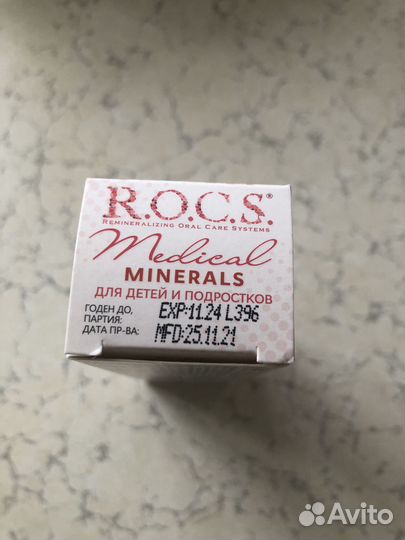 R.O.C.S.®
REMINERALIZING ORAL CARE SYSTEMS
Medical
MINERALS
ДЛЯ ДЕТЕЙ И ПОДРОСТКОВ
ГОДЕН ДО, EXP:11.24 L396
ПАРТИЯ:
ДАТА ПР-ВА: MFD:25.11.21
Avito